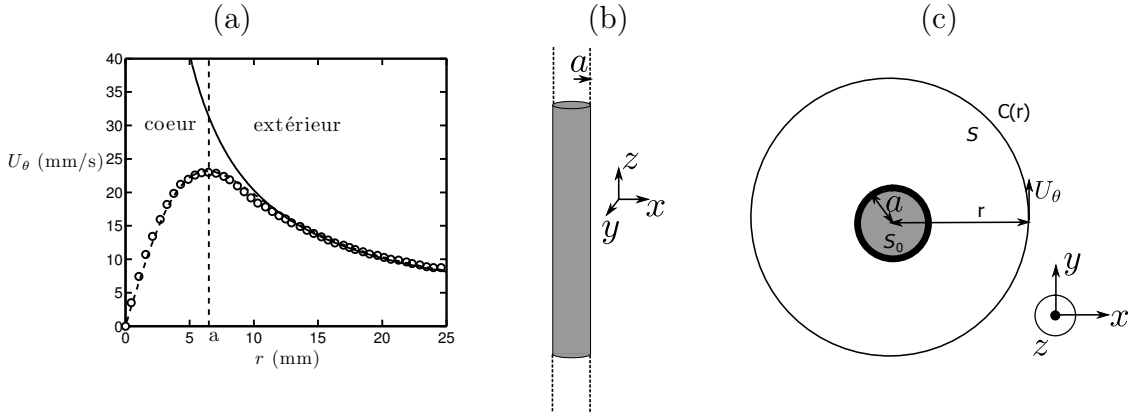 (a)
40
35
30
25
20
15
10
5
0
U_θ (mm/s)
coeur
extérieur
0 5 a 10 15 20 25
r (mm)
(b)
a
z
x
y
(c)
C(r)
S
U_θ
a
r
S_0
y
x
z